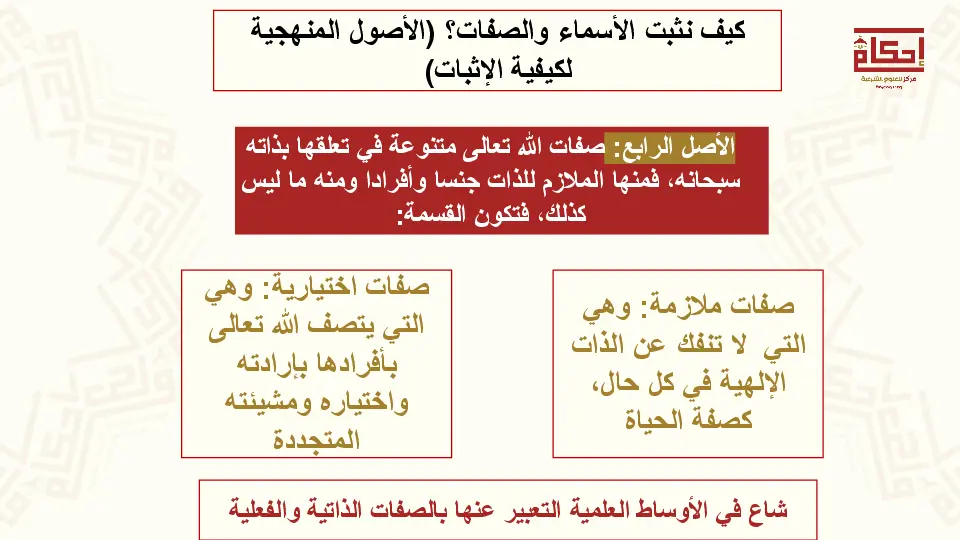 كيف نثبت الأسماء والصفات؟ (الأصول المنهجية
لكيفية الإثبات)
إحكام
مركز للعلوم الشرعية
الأصل الرابع: صفات الله تعالى متنوعة في تعلقها بذاته
سبحانه، فمنها الملازم للذات جنسا وأفرادا ومنه ما ليس
كذلك، فتكون القسمة:
صفات ملازمة: وهي
التي لا تنفك عن الذات
الإلهية في كل حال،
كصفة الحياة
صفات اختيارية: وهي
التي يتصف الله تعالى
بأفرادها بإرادته
واختياره ومشيئته
المتجددة
شاع في الأوساط العلمية التعبير عنها بالصفات الذاتية والفعلية